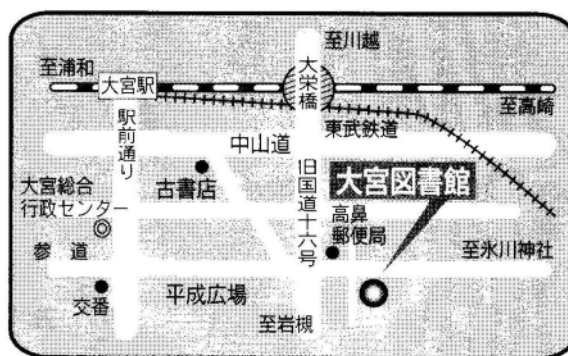 至川越
至浦和
大宮駅
大栄橋
至高崎
駅前通り
東武鉄道
中山道
古書店
旧国道十六号
大宮図書館
大宮総合
行政センター
高鼻
郵便局
参道
至氷川神社
交番
平成広場
至岩槻